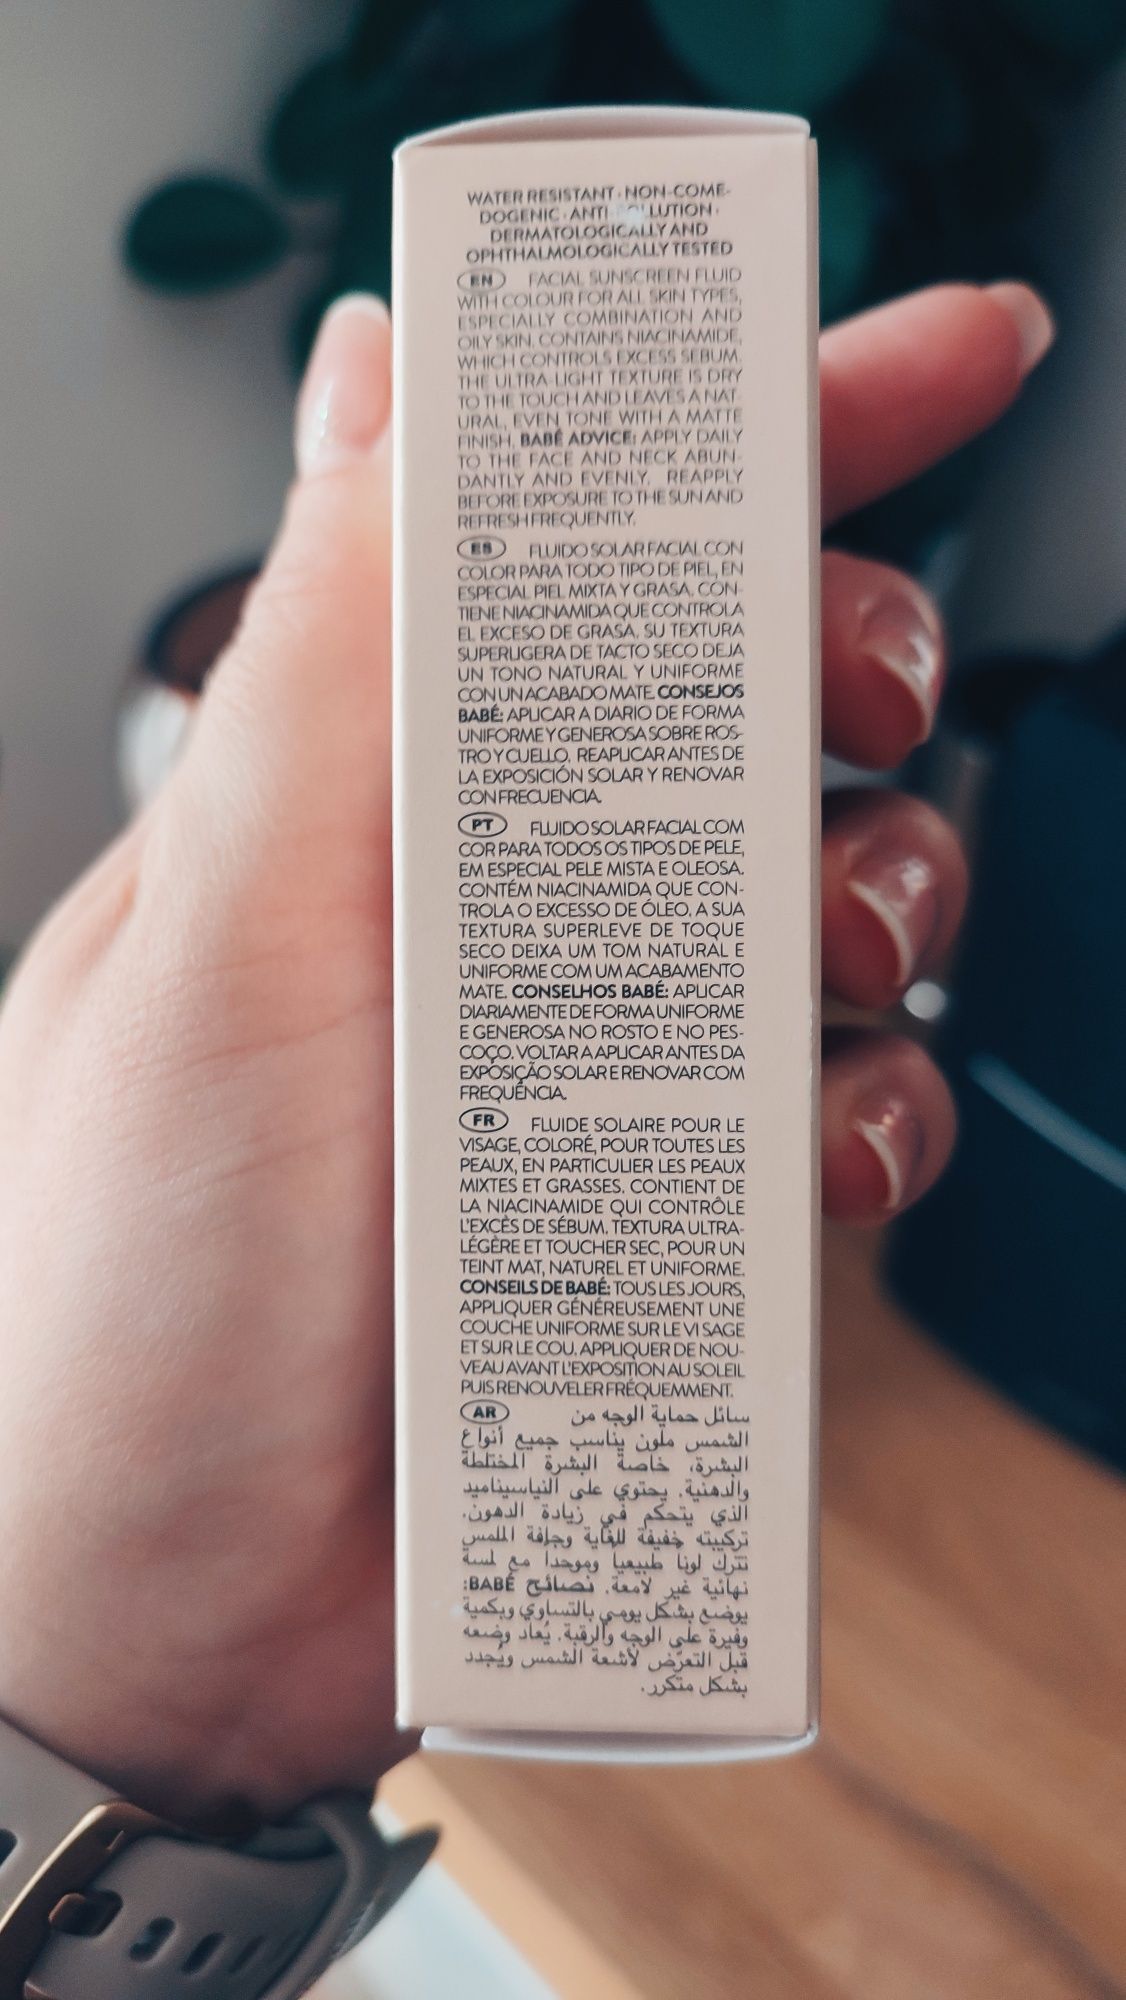 WATER RESISTANT · NON-COME-
DOGENIC · ANTI-POLLUTION ·
DERMATOLOGICALLY AND
OPHTHALMOLOGICALLY TESTED
EN FACIAL SUNSCREEN FLUID
WITH COLOUR FOR ALL SKIN TYPES,
ESPECIALLY COMBINATION AND
OILY SKIN. CONTAINS NIACINAMIDE,
WHICH CONTROLS EXCESS SEBUM.
THE ULTRA-LIGHT TEXTURE IS DRY
TO THE TOUCH AND LEAVES A NAT-
URAL, EVEN TONE WITH A MATTE
FINISH. BABÉ ADVICE: APPLY DAILY
TO THE FACE AND NECK ABUN-
DANTLY AND EVENLY. REAPPLY
BEFORE EXPOSURE TO THE SUN AND
REFRESH FREQUENTLY.
ES FLUIDO SOLAR FACIAL CON
COLOR PARA TODO TIPO DE PIEL, EN
ESPECIAL PIEL MIXTA Y GRASA. CON-
TIENE NIACINAMIDA QUE CONTROLA
EL EXCESO DE GRASA. SU TEXTURA
SUPERLIGERA DE TACTO SECO DEJA
UN TONO NATURAL Y UNIFORME
CON UN ACABADO MATE. CONSEJOS
BABÉ: APLICAR A DIARIO DE FORMA
UNIFORME Y GENEROSA SOBRE ROS-
TRO Y CUELLO. REAPLICAR ANTES DE
LA EXPOSICIÓN SOLAR Y RENOVAR
CON FRECUENCIA.
PT FLUIDO SOLAR FACIAL COM
COR PARA TODOS OS TIPOS DE PELE,
EM ESPECIAL PELE MISTA E OLEOSA.
CONTÉM NIACINAMIDA QUE CON-
TROLA O EXCESSO DE ÓLEO. A SUA
TEXTURA SUPERLEVE DE TOQUE
SECO DEIXA UM TOM NATURAL E
UNIFORME COM UM ACABAMENTO
MATE. CONSELHOS BABÉ: APLICAR
DIARIAMENTE DE FORMA UNIFORME
E GENEROSA NO ROSTO E NO PES-
COÇO. VOLTAR A APLICAR ANTES DA
EXPOSIÇÃO SOLAR E RENOVAR COM
FREQUÊNCIA.
FR FLUIDE SOLAIRE POUR LE
VISAGE, COLORÉ, POUR TOUTES LES
PEAUX, EN PARTICULIER LES PEAUX
MIXTES ET GRASSES. CONTIENT DE
LA NIACINAMIDE QUI CONTRÔLE
L'EXCÈS DE SÉBUM. TEXTURA ULTRA-
LÉGÈRE ET TOUCHER SEC, POUR UN
TEINT MAT, NATUREL ET UNIFORME.
CONSEILS DE BABÉ: TOUS LES JOURS,
APPLIQUER GÉNÉREUSEMENT UNE
COUCHE UNIFORME SUR LE VI SAGE
ET SUR LE COU. APPLIQUER DE NOU-
VEAU AVANT L'EXPOSITION AU SOLEIL
PUIS RENOUVELER FRÉQUEMMENT.
AR سائل حماية الوجه من
الشمس ملون يناسب جميع أنواع
البشرة، خاصة البشرة المختلطة
والدهنية. يحتوي على النياسيناميد
الذي يتحكم في زيادة الدهون.
تركيبته خفيفة للغاية وجافة الملمس
تترك لونا طبيعيا وموحدا مع لمسة
نهائية غير لامعة. نصائح BABÉ:
يوضع بشكل يومي بالتساوي وبكمية
وفيرة على الوجه والرقبة. يُعاد وضعه
قبل التعرّض لأشعة الشمس ويُجدد
بشكل متكرر.